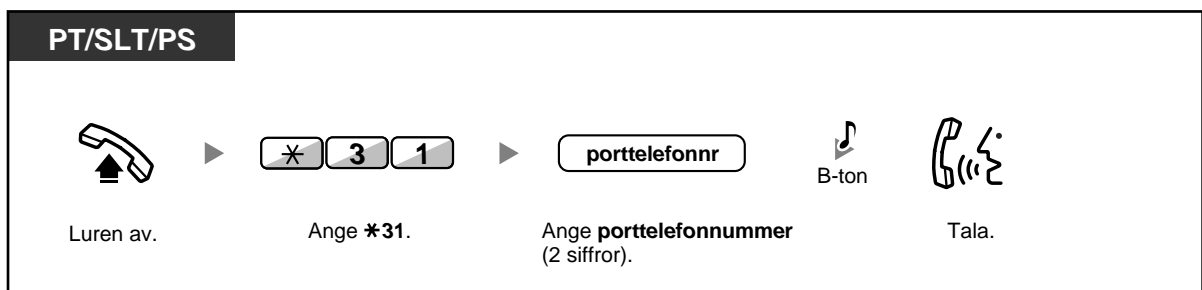 PT/SLT/PS
* 3 1
porttelefonnr
B-ton
Luren av.
Ange *31.
Ange porttelefonnummer
(2 siffror).
Tala.